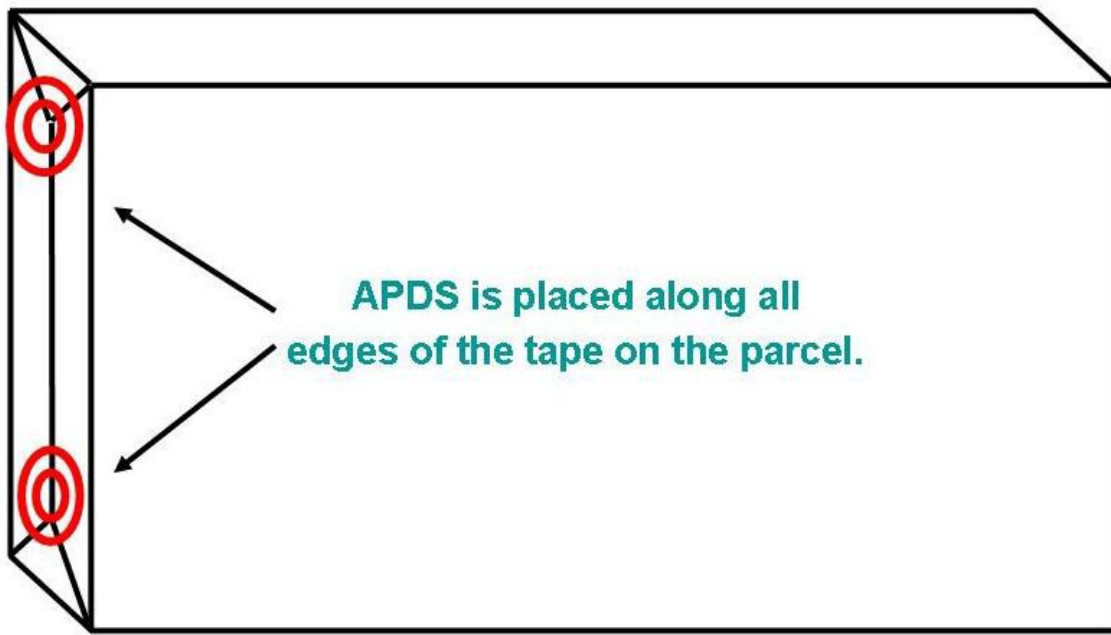 APDS is placed along all
edges of the tape on the parcel.